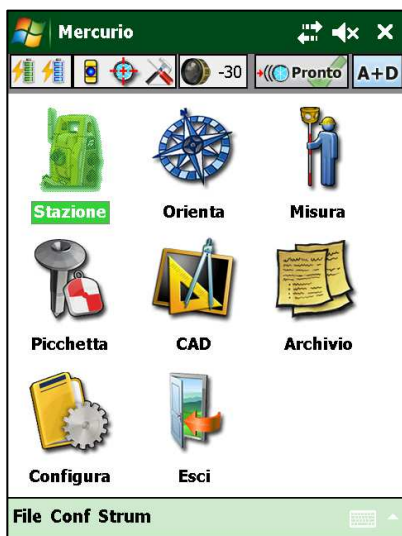 Mercurio
-30 Pronto A+D
Stazione Orienta Misura
Picchetta CAD Archivio
Configura Esci
File Conf Strum